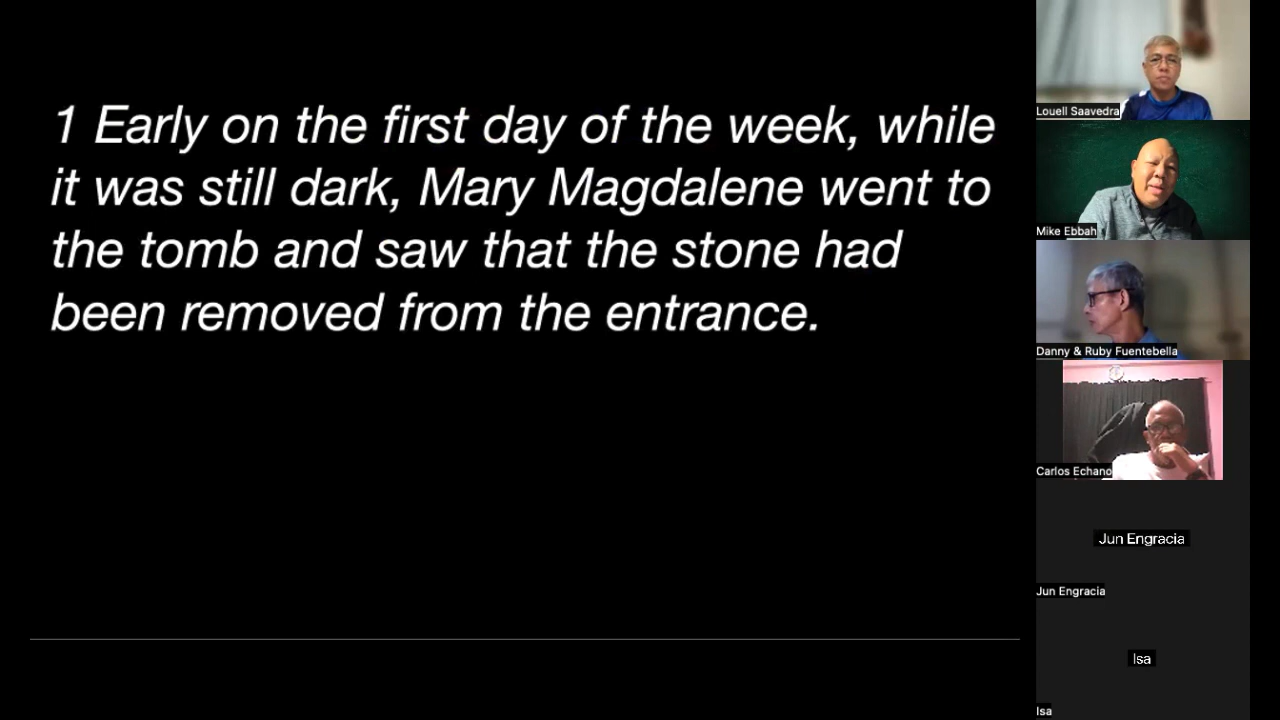 1 Early on the first day of the week, while
it was still dark, Mary Magdalene went to
the tomb and saw that the stone had
been removed from the entrance.
Louell Saavedra
Mike Ebbah
Danny & Ruby Fuentebella
Carlos Echano
Jun Engracia
Jun Engracia
Isa
Isa